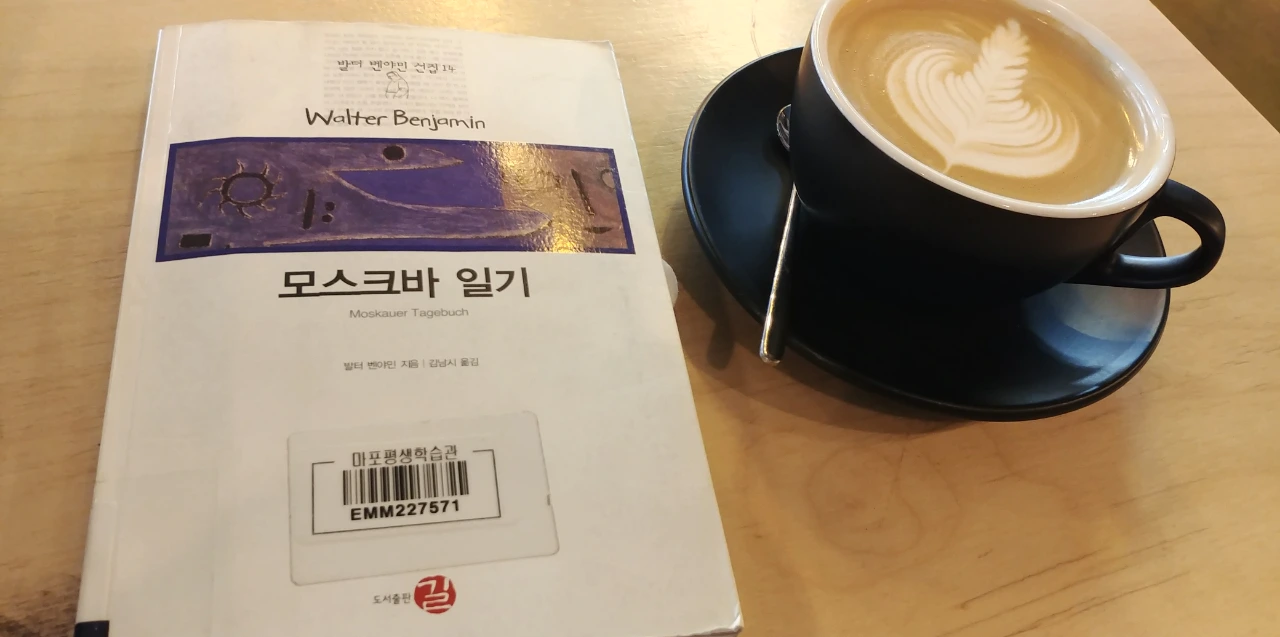 발터 벤야민 선집 14
Walter Benjamin
모스크바 일기
Moskauer Tagebuch
발터 벤야민 지음 | 김남시 옮김
마포평생학습관
EMM227571
도서출판 길